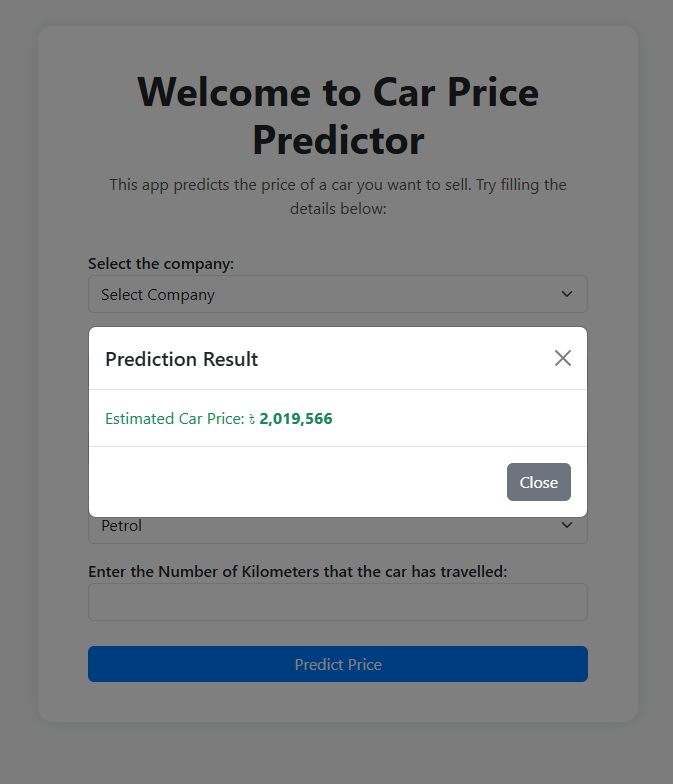 Welcome to Car Price
Predictor
This app predicts the price of a car you want to sell. Try filling the
details below:
Select the company:
Select Company
Prediction Result
Estimated Car Price: ৳ 2,019,566
Close
Petrol
Enter the Number of Kilometers that the car has travelled:
Predict Price